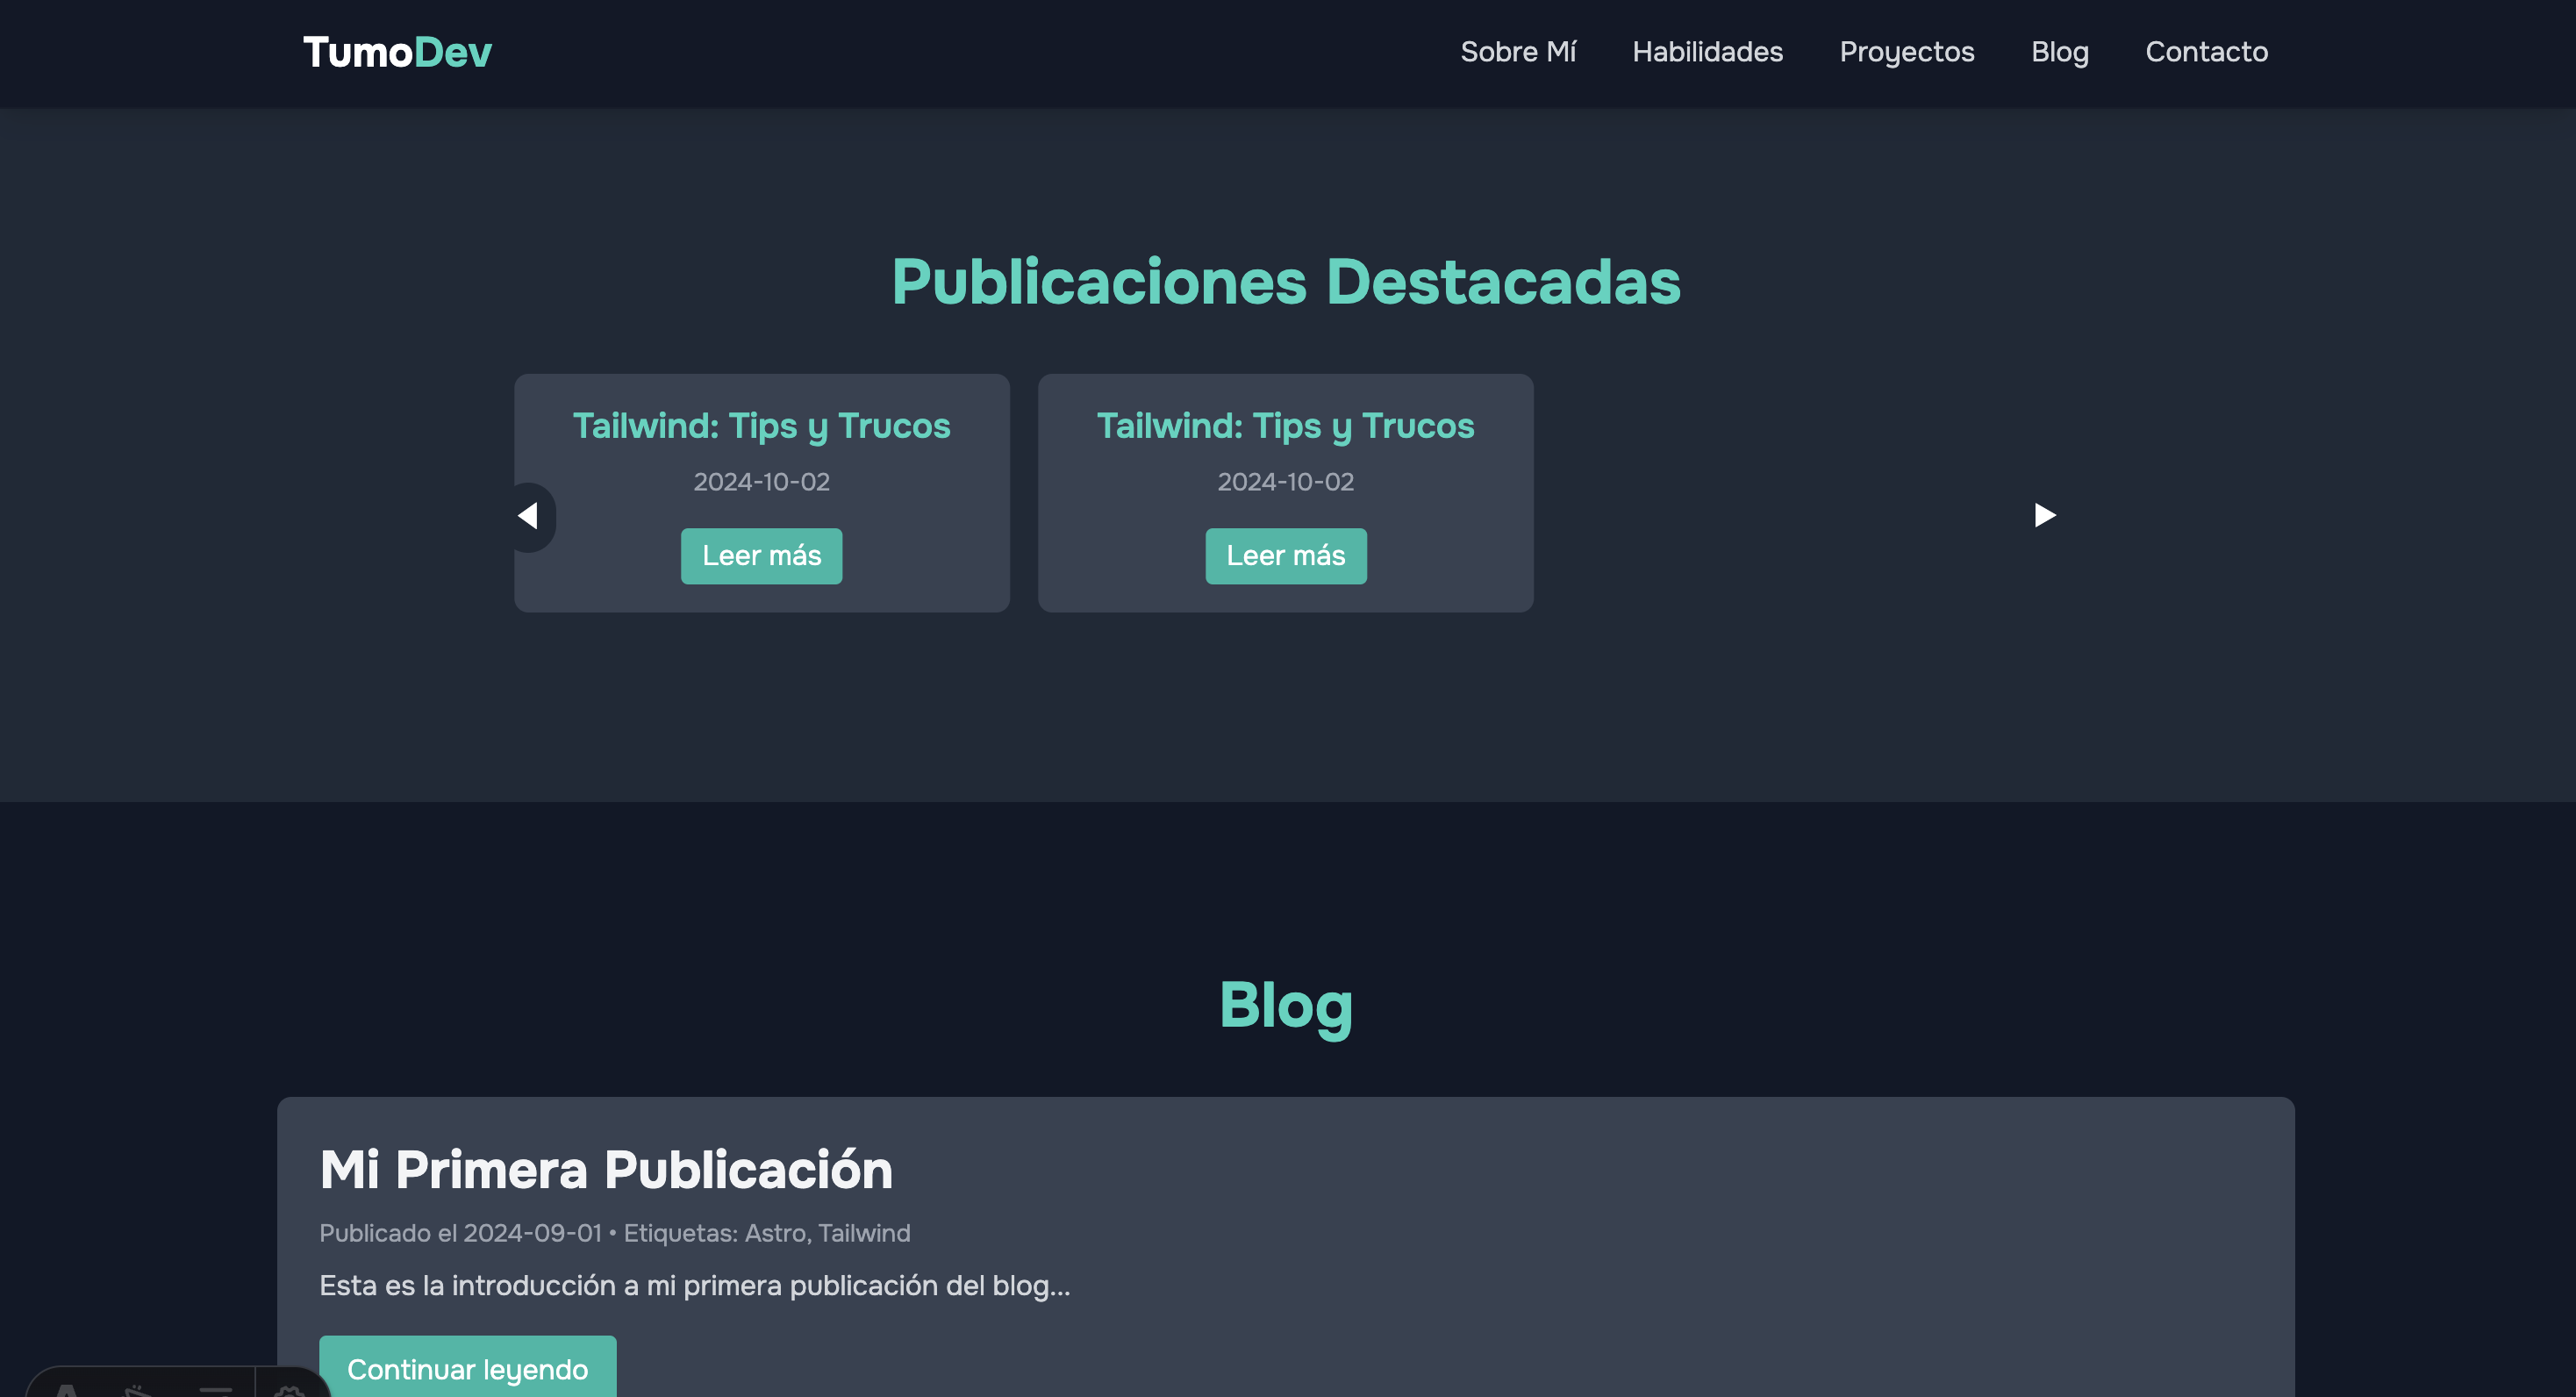 TumoDev
Sobre Mí Habilidades Proyectos Blog Contacto
Publicaciones Destacadas
Tailwind: Tips y Trucos
2024-10-02
Leer más
Tailwind: Tips y Trucos
2024-10-02
Leer más
Blog
Mi Primera Publicación
Publicado el 2024-09-01 • Etiquetas: Astro, Tailwind
Esta es la introducción a mi primera publicación del blog...
Continuar leyendo